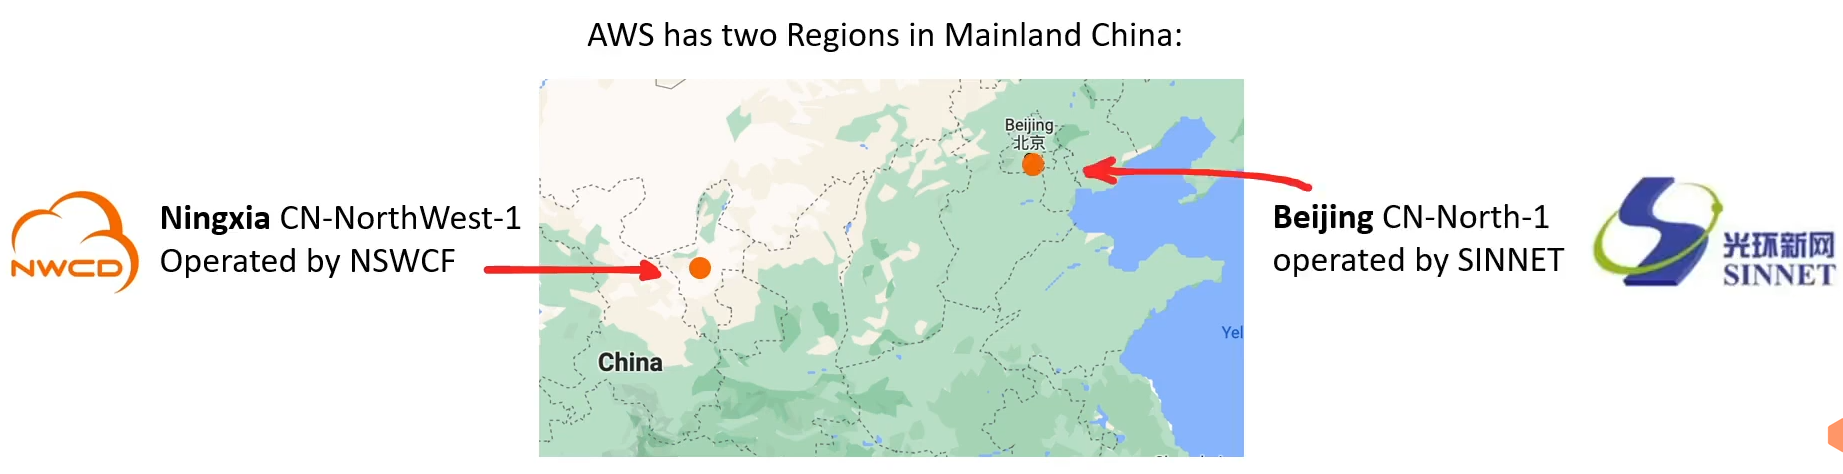 AWS has two Regions in Mainland China:
NWCD
Ningxia CN-NorthWest-1
Operated by NSWCF
Beijing
北京
China
Yel
Beijing CN-North-1
operated by SINNET
光环新网
SINNET